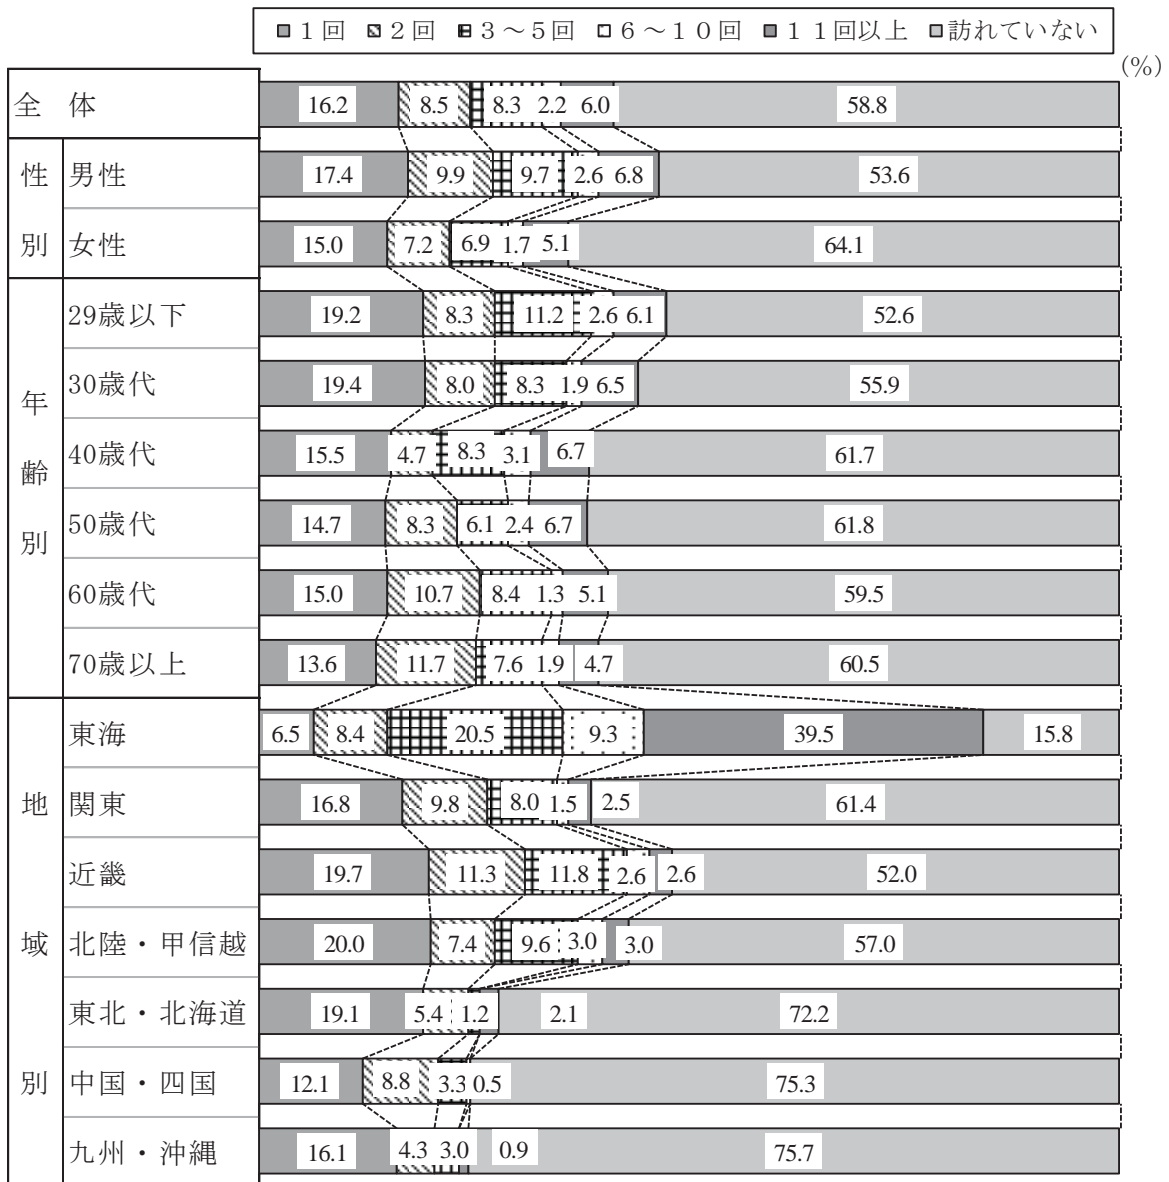 １回 ２回 ３～５回 ６～１０回 １１回以上 訪れていない
(%)
全 体 16.2 8.5 8.3 2.2 6.0 58.8
性別
男性 17.4 9.9 9.7 2.6 6.8 53.6
女性 15.0 7.2 6.9 1.7 5.1 64.1
年齢別
29歳以下 19.2 8.3 11.2 2.6 6.1 52.6
30歳代 19.4 8.0 8.3 1.9 6.5 55.9
40歳代 15.5 4.7 8.3 3.1 6.7 61.7
50歳代 14.7 8.3 6.1 2.4 6.7 61.8
60歳代 15.0 10.7 8.4 1.3 5.1 59.5
70歳以上 13.6 11.7 7.6 1.9 4.7 60.5
地域別
東海 6.5 8.4 20.5 9.3 39.5 15.8
関東 16.8 9.8 8.0 1.5 2.5 61.4
近畿 19.7 11.3 11.8 2.6 2.6 52.0
北陸・甲信越 20.0 7.4 9.6 3.0 3.0 57.0
東北・北海道 19.1 5.4 1.2 2.1 72.2
中国・四国 12.1 8.8 3.3 0.5 75.3
九州・沖縄 16.1 4.3 3.0 0.9 75.7